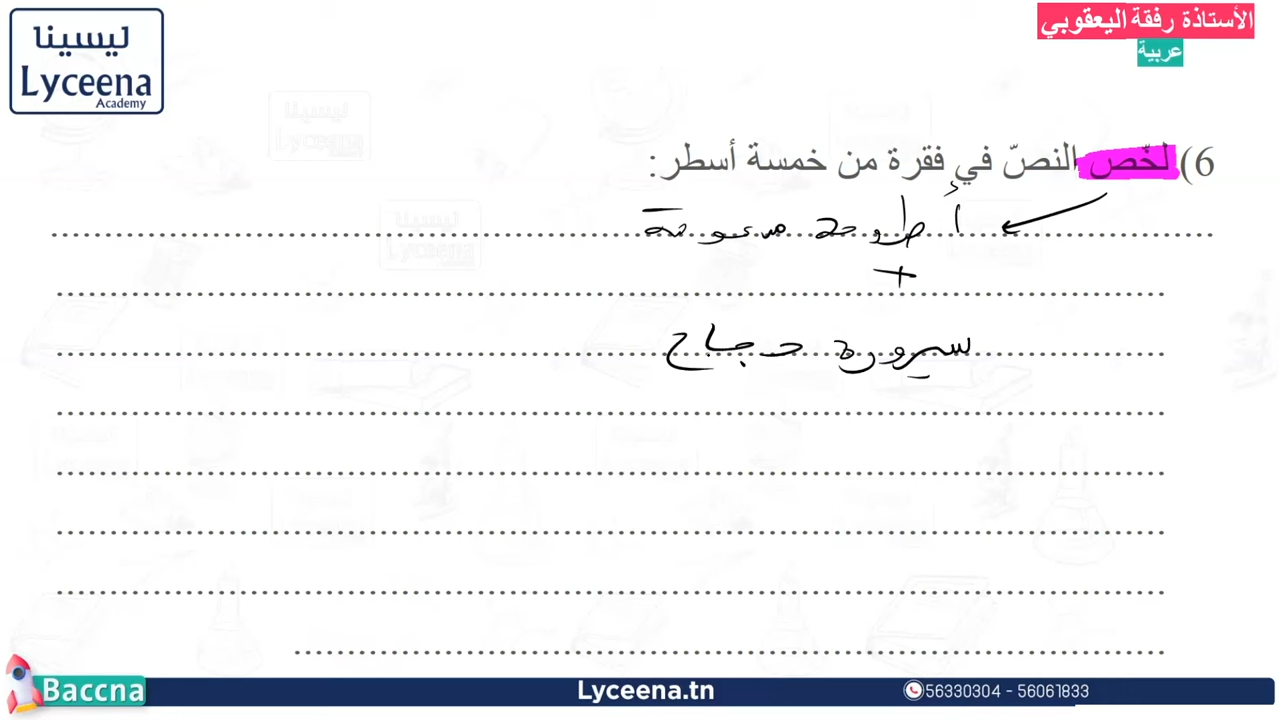 ليسينا
Lyceena
Academy
الأستاذة رفقة اليعقوبي
عربية
6) لخّص النصّ في فقرة من خمسة أسطر:
أطروحة مدعومة
+
سيرورة حجاج
Baccna
Lyceena.tn
56330304 - 56061833